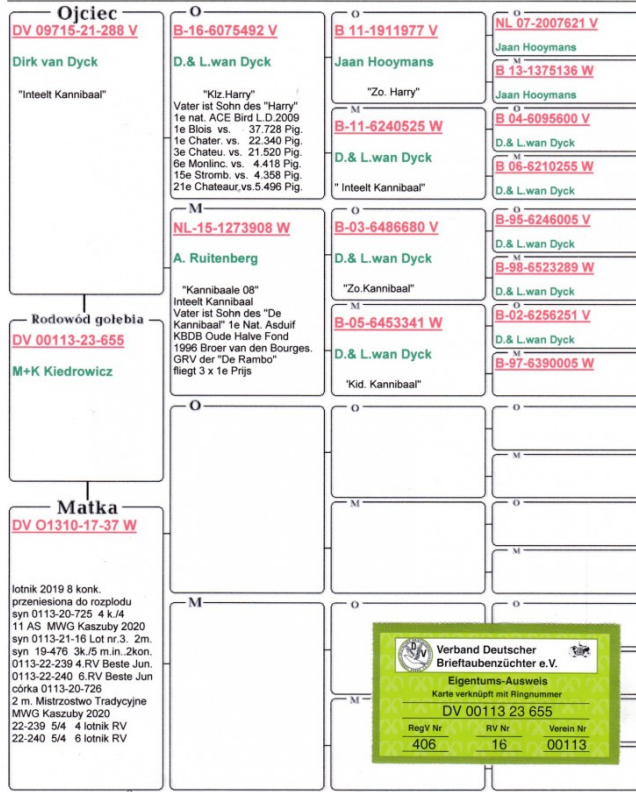 Ojciec
DV 09715-21-288 V
Dirk van Dyck
"Inteelt Kannibaal"
Rodowód gołębia
DV 00113-23-655
M+K Kiedrowicz
Matka
DV O1310-17-37 W
lotnik 2019 8 konk.
przeniesiona do rozplodu
syn 0113-20-725 4 k./4
11 AS MWG Kaszuby 2020
syn 0113-21-16 Lot nr.3. 2m.
syn 19-476 3k./5 m.in..2kon.
0113-22-239 4.RV Beste Jun.
0113-22-240 6.RV Beste Jun
córka 0113-20-726
2 m. Mistrzostwo Tradycyjne
MWG Kaszuby 2020
22-239 5/4 4 lotnik RV
22-240 5/4 6 lotnik RV
O
B-16-6075492 V
D.& L.wan Dyck
"Klz.Harry"
Vater ist Sohn des "Harry"
1e nat. ACE Bird L.D.2009
1e Blois vs. 37.728 Pig.
1e Chater. vs. 22.340 Pig.
3e Chateu. vs. 21.520 Pig.
6e Monlinc. vs. 4.418 Pig.
15e Stromb. vs. 4.358 Pig.
21e Chateaur.vs.5.496 Pig.
M
NL-15-1273908 W
A. Ruitenberg
"Kannibaale 08"
Inteelt Kannibaal
Vater ist Sohn des "De
Kannibaal" 1e Nat. Asduif
KBDB Oude Halve Fond
1996 Broer van den Bourges.
GRV der "De Rambo"
fliegt 3 x 1e Prijs
O
M
O
B 11-1911977 V
Jaan Hooymans
"Zo. Harry"
M
B-11-6240525 W
D.& L.wan Dyck
" Inteelt Kannibaal"
O
B-03-6486680 V
D.& L.wan Dyck
"Zo.Kannibaal"
M
B-05-6453341 W
D.& L.wan Dyck
'Kid. Kannibaal"
O
M
O
M
O
NL 07-2007621 V
Jaan Hooymans
M
B 13-1375136 W
Jaan Hooymans
O
B 04-6095600 V
D.& L.wan Dyck
M
B 06-6210255 W
D.& L.wan Dyck
O
B-95-6246005 V
D.& L.wan Dyck
M
B-98-6523289 W
D.& L.wan Dyck
O
B-02-6256251 V
D.& L.wan Dyck
M
B-97-6390005 W
O
M
O
M
O
DV
Verband Deutscher
Brieftaubenzüchter e.V.
Eigentums-Ausweis
Karte verknüpft mit Ringnummer
DV 00113 23 655
RegV Nr
RV Nr
Verein Nr
406
16
00113